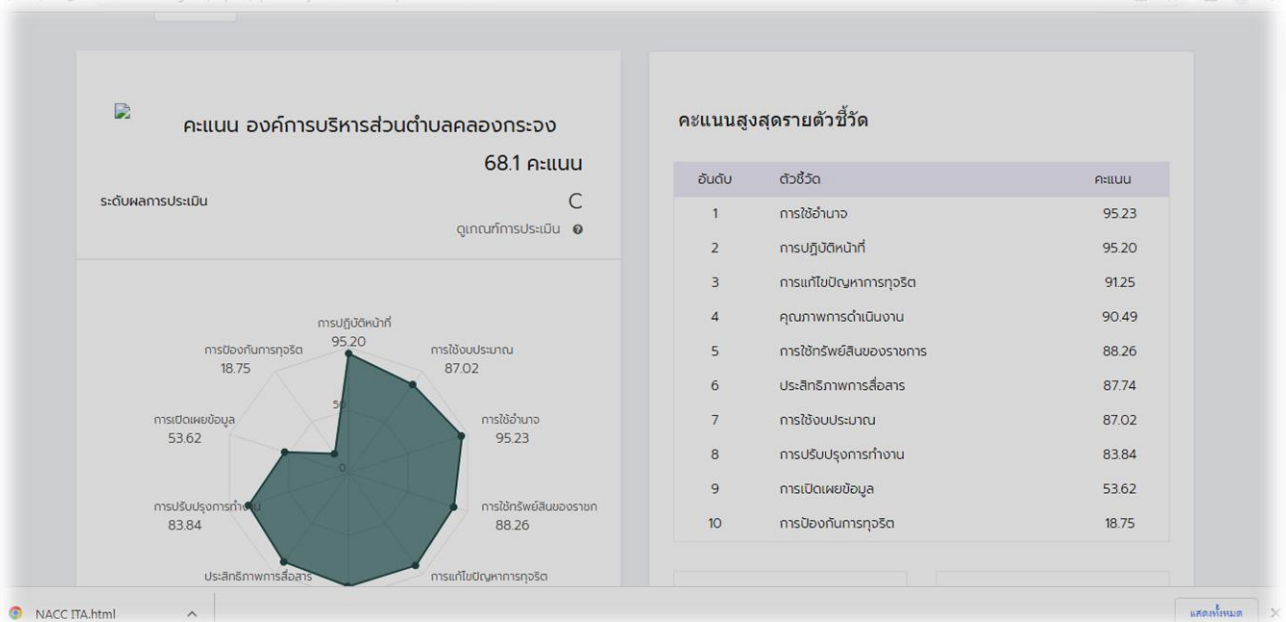 คะแนน องค์การบริหารส่วนตำบลคลองกระจง
68.1 คะแนน
ระดับผลการประเมิน
C
ดูเกณฑ์การประเมิน
การปฏิบัติหน้าที่
95.20
การป้องกันการทุจริต
18.75
การใช้งบประมาณ
87.02
50
การเปิดเผยข้อมูล
53.62
การใช้อำนาจ
95.23
0
การปรับปรุงการทำงาน
83.84
การใช้ทรัพย์สินของราชก
88.26
ประสิทธิภาพการสื่อสาร
การแก้ไขปัญหาการทุจริต
คะแนนสูงสุดรายตัวชี้วัด
อันดับ ตัวชี้วัด คะแนน
1 การใช้อำนาจ 95.23
2 การปฏิบัติหน้าที่ 95.20
3 การแก้ไขปัญหาการทุจริต 91.25
4 คุณภาพการดำเนินงาน 90.49
5 การใช้ทรัพย์สินของราชการ 88.26
6 ประสิทธิภาพการสื่อสาร 87.74
7 การใช้งบประมาณ 87.02
8 การปรับปรุงการทำงาน 83.84
9 การเปิดเผยข้อมูล 53.62
10 การป้องกันการทุจริต 18.75
NACC ITA.html
แสดงทั้งหมด